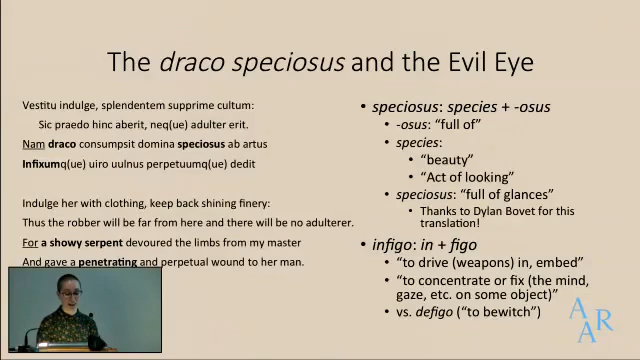 The draco speciosus and the Evil Eye
Vestitu indulge, splendentem supprime cultum:
Sic praedo hinc aberit, neq(ue) adulter erit.
Nam draco consumpsit domina speciosus ab artus
Infixumq(ue) uiro uulnus perpetuumq(ue) dedit
Indulge her with clothing, keep back shining finery:
Thus the robber will be far from here and there will be no adulterer.
For a showy serpent devoured the limbs from my master
And gave a penetrating and perpetual wound to her man.
• speciosus: species + -osus
• -osus: “full of”
• species:
• “beauty”
• “Act of looking”
• speciosus: “full of glances”
• Thanks to Dylan Bovet for this
translation!
• infigo: in + figo
• “to drive (weapons) in, embed”
• “to concentrate or fix (the mind,
gaze, etc. on some object)”
• vs. defigo (“to bewitch”)
AAR